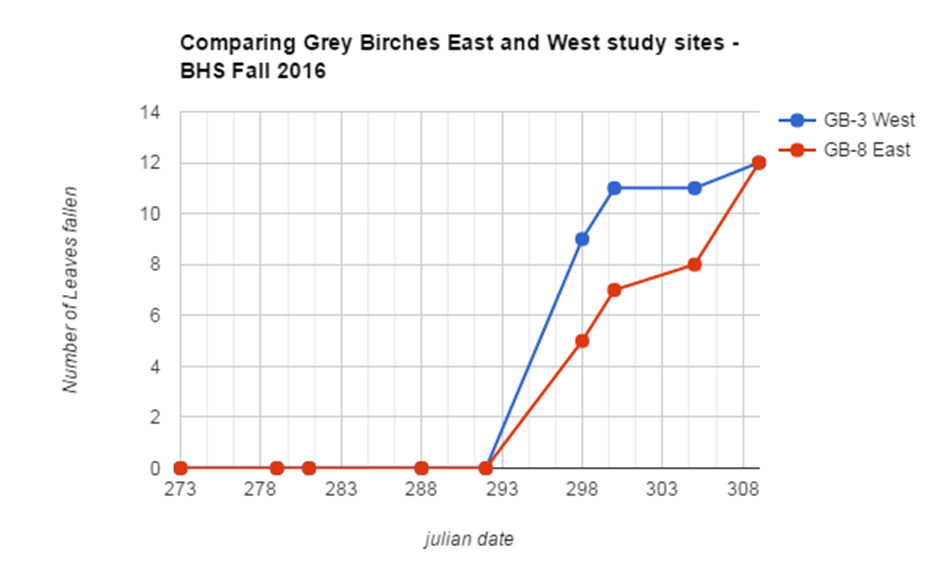 Comparing Grey Birches East and West study sites -
BHS Fall 2016
14
12
10
8
6
4
2
0
Number of Leaves fallen
273 278 283 288 293 298 303 308
julian date
GB-3 West
GB-8 East